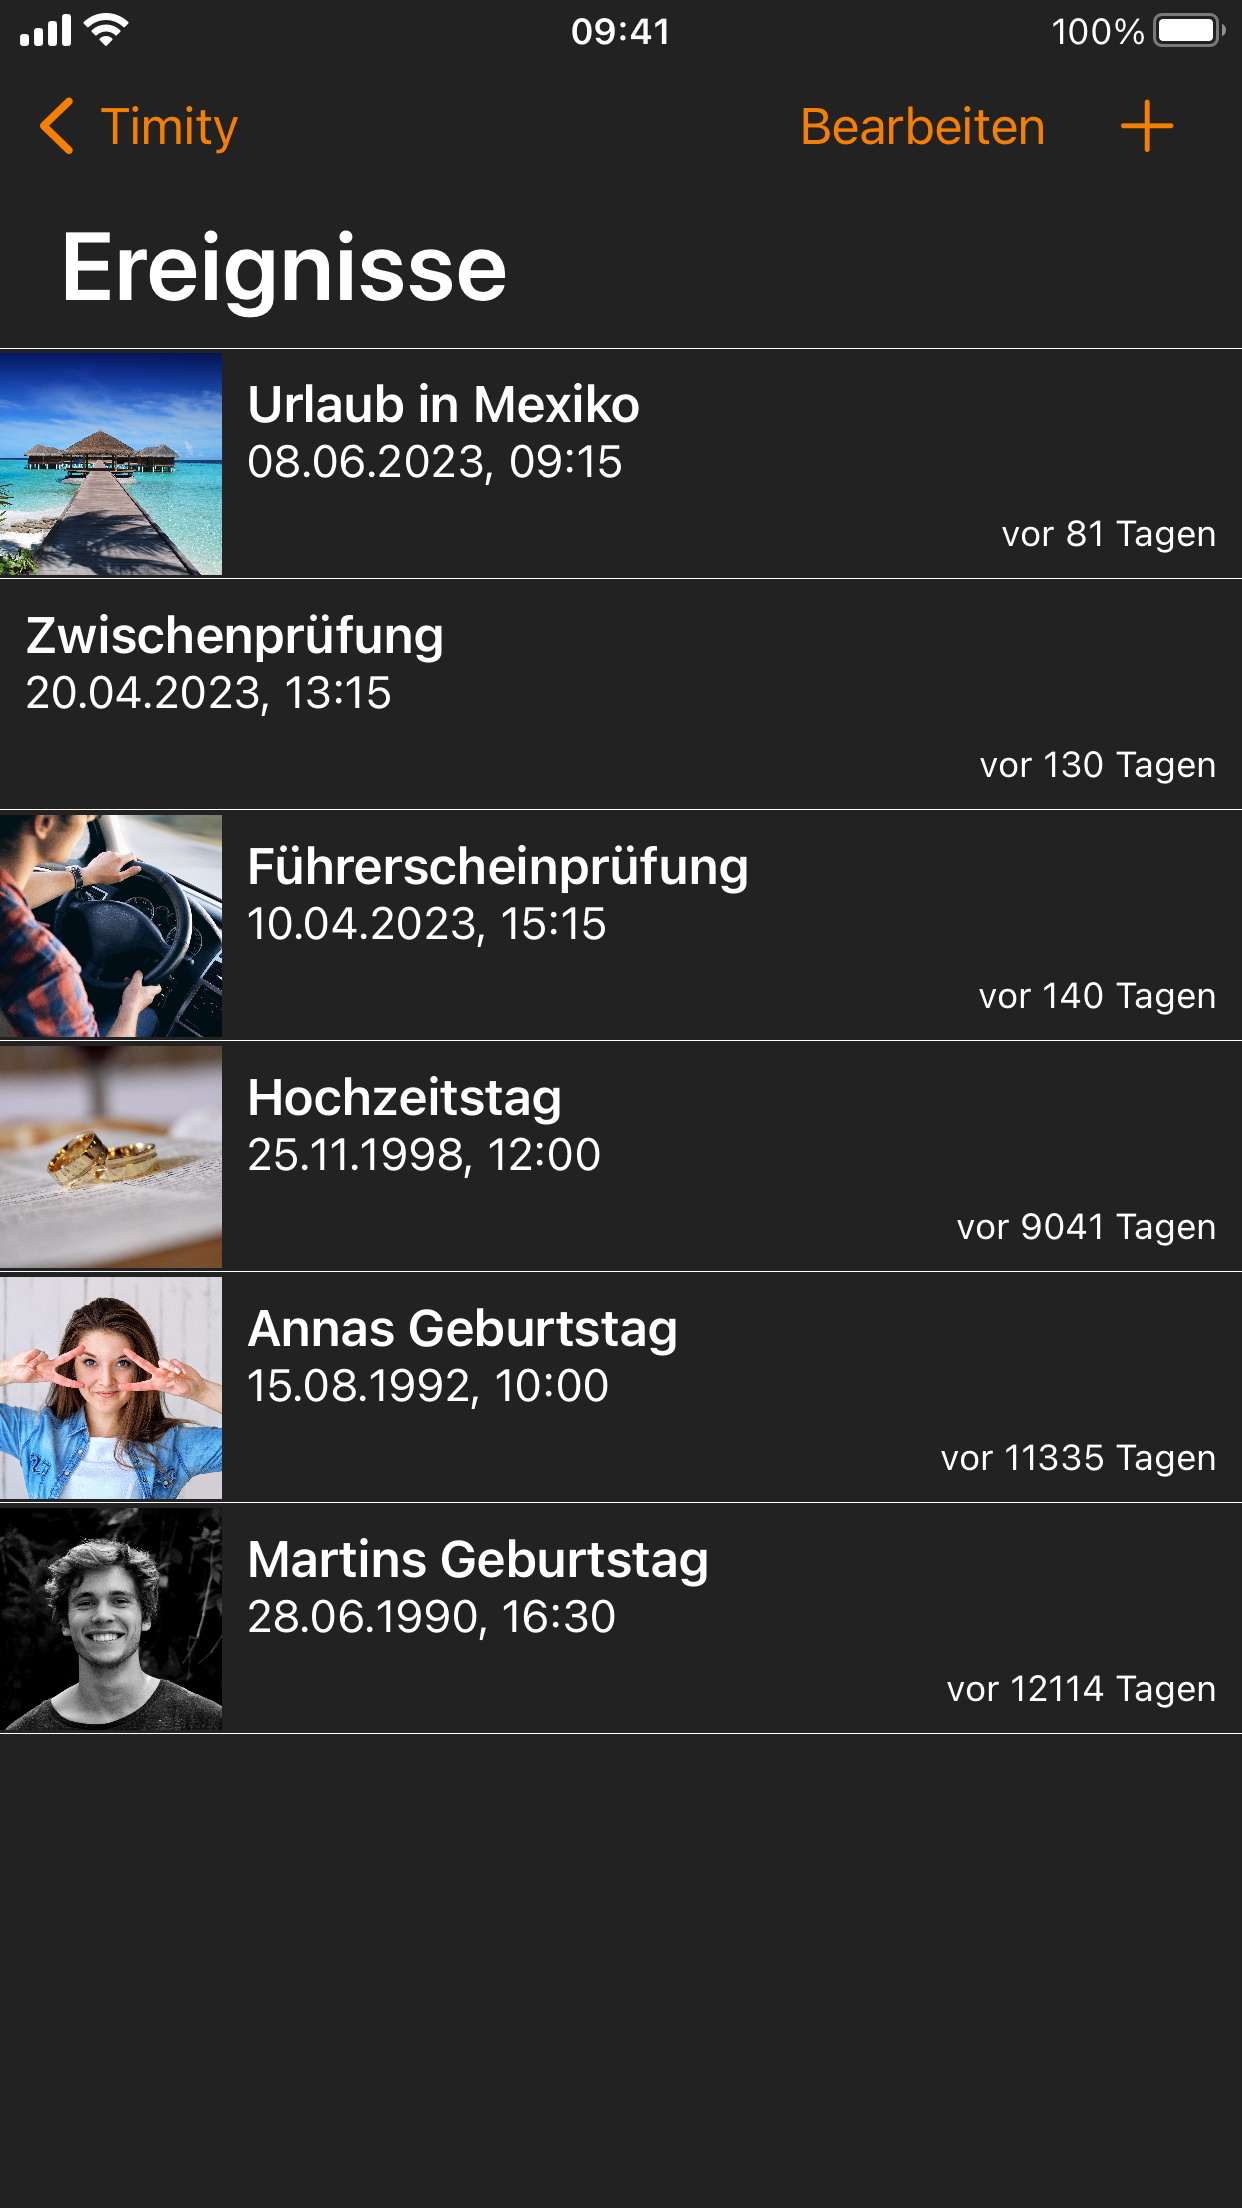 09:41
100%
Timity
Bearbeiten
Ereignisse
Urlaub in Mexiko
08.06.2023, 09:15
vor 81 Tagen
Zwischenprüfung
20.04.2023, 13:15
vor 130 Tagen
Führerscheinprüfung
10.04.2023, 15:15
vor 140 Tagen
Hochzeitstag
25.11.1998, 12:00
vor 9041 Tagen
Annas Geburtstag
15.08.1992, 10:00
vor 11335 Tagen
Martins Geburtstag
28.06.1990, 16:30
vor 12114 Tagen